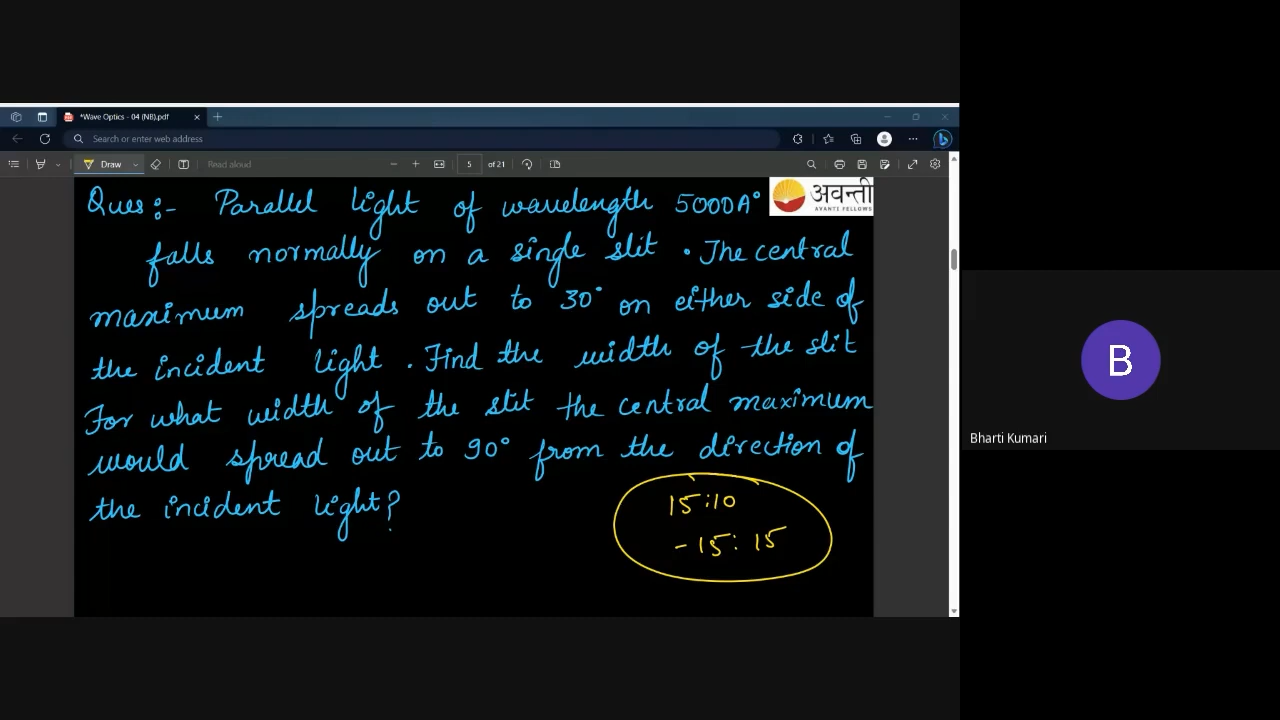 *Wave Optics - 04 (NB).pdf
Search or enter web address
Draw
Read aloud
5 of 21
Ques:- Parallel light of wavelength 5000A°
अवन्ती
AVANTI FELLOWS
falls normally on a single slit. The central
maximum spreads out to 30° on either side of
the incident light. Find the width of the slit
For what width of the slit the central maximum
would spread out to 90° from the direction of
the incident light?
15:10
-15:15
B
Bharti Kumari